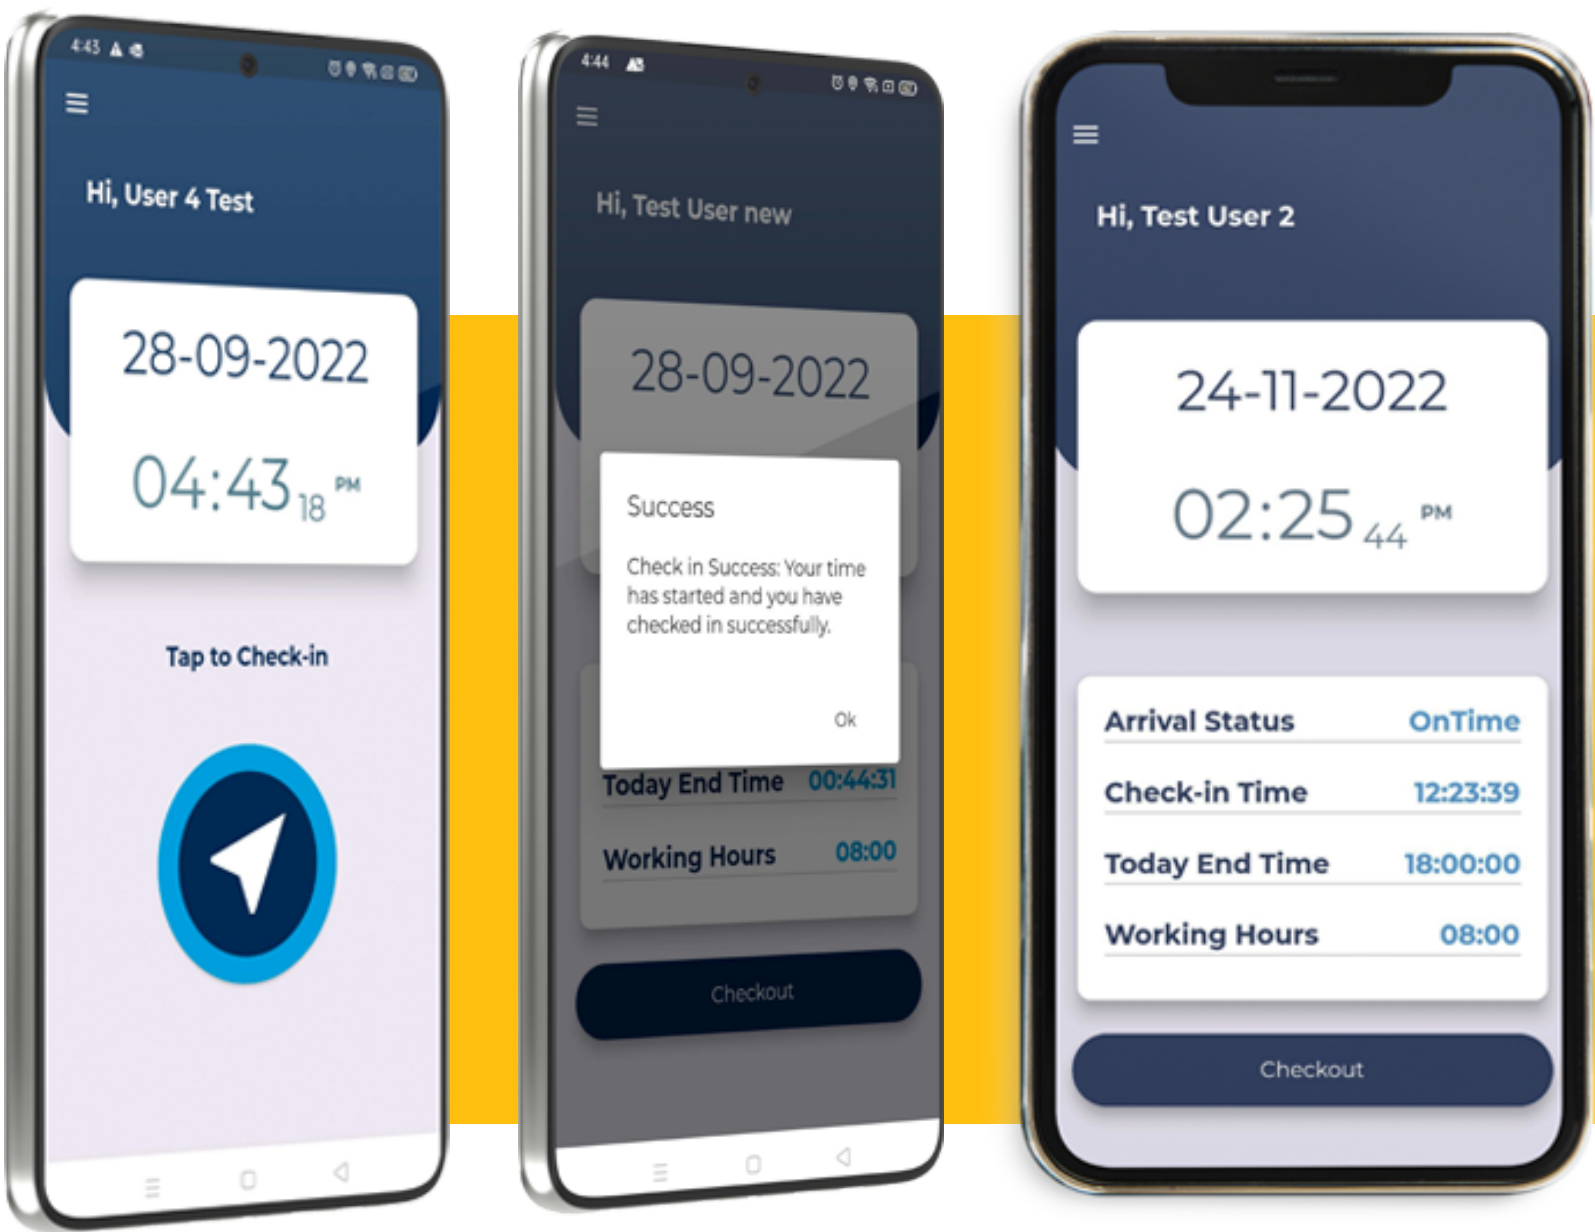 4:43
Hi, User 4 Test
28-09-2022
04:43 18 PM
Tap to Check-in
4:44
Hi, Test User new
28-09-2022
Success
Check in Success: Your time
has started and you have
checked in successfully.
Ok
Today End Time 00:44:31
Working Hours 08:00
Checkout
Hi, Test User 2
24-11-2022
02:25 44 PM
Arrival Status OnTime
Check-in Time 12:23:39
Today End Time 18:00:00
Working Hours 08:00
Checkout